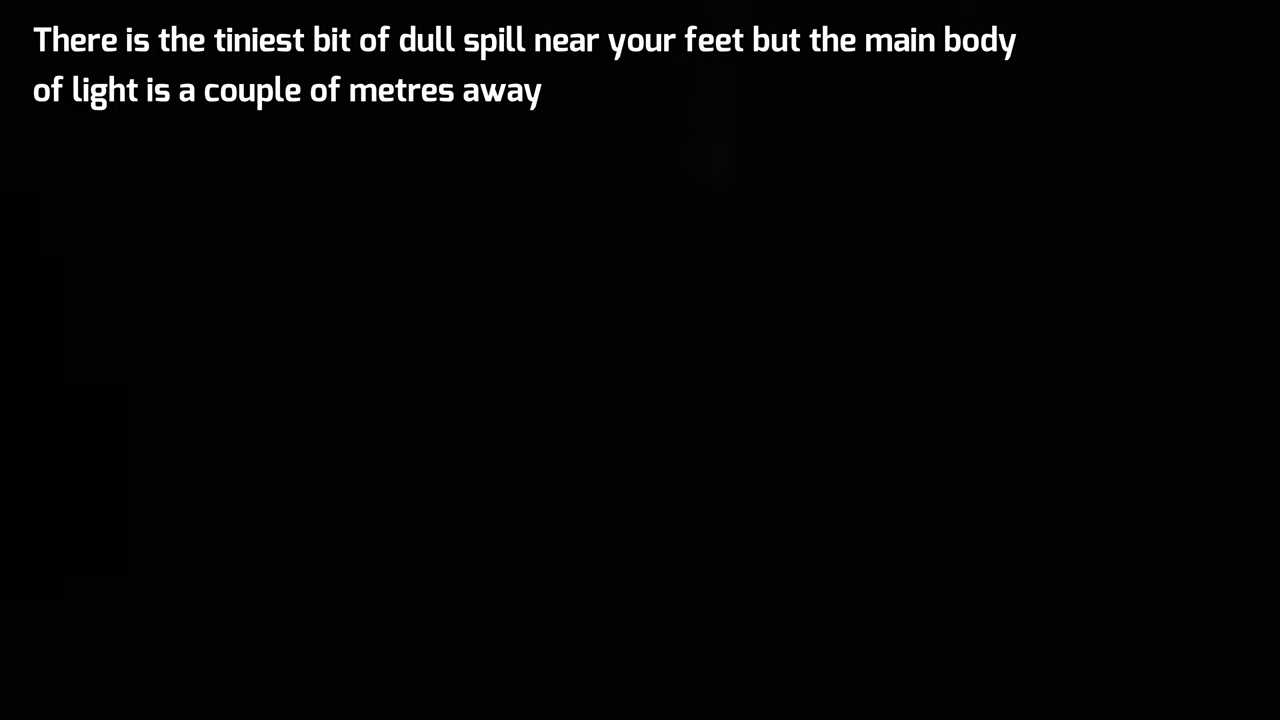 There is the tiniest bit of dull spill near your feet but the main body
of light is a couple of metres away